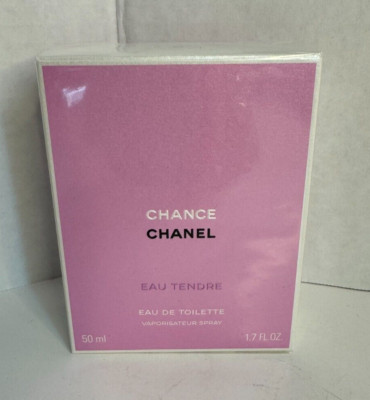 CHANCE
CHANEL
EAU TENDRE
EAU DE TOILETTE
VAPORISATEUR SPRAY
50 ml 1.7 FL. OZ.